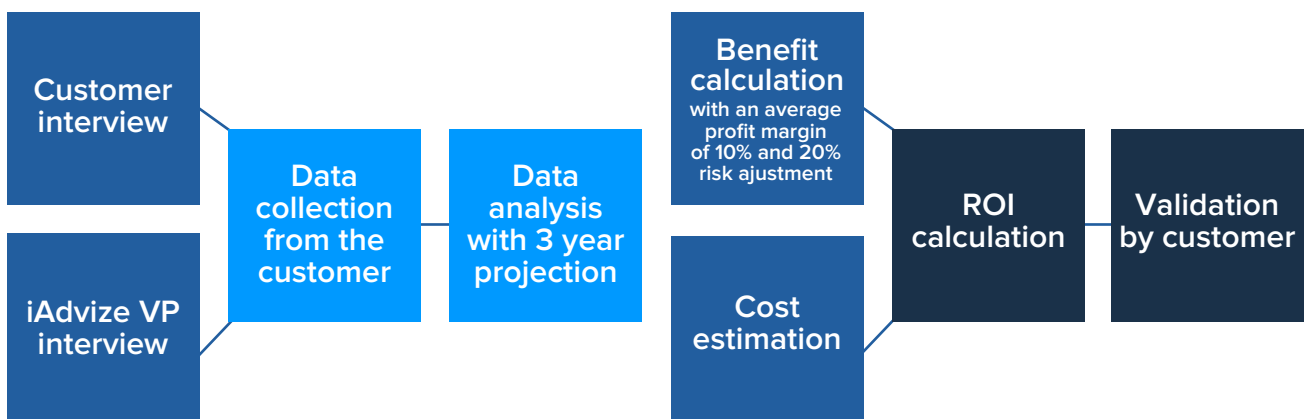 Customer
interview
iAdvize VP
interview
Data
collection
from the
customer
Data
analysis
with 3 year
projection
Benefit
calculation
with an average
profit margin
of 10% and 20%
risk ajustment
Cost
estimation
ROI
calculation
Validation
by customer